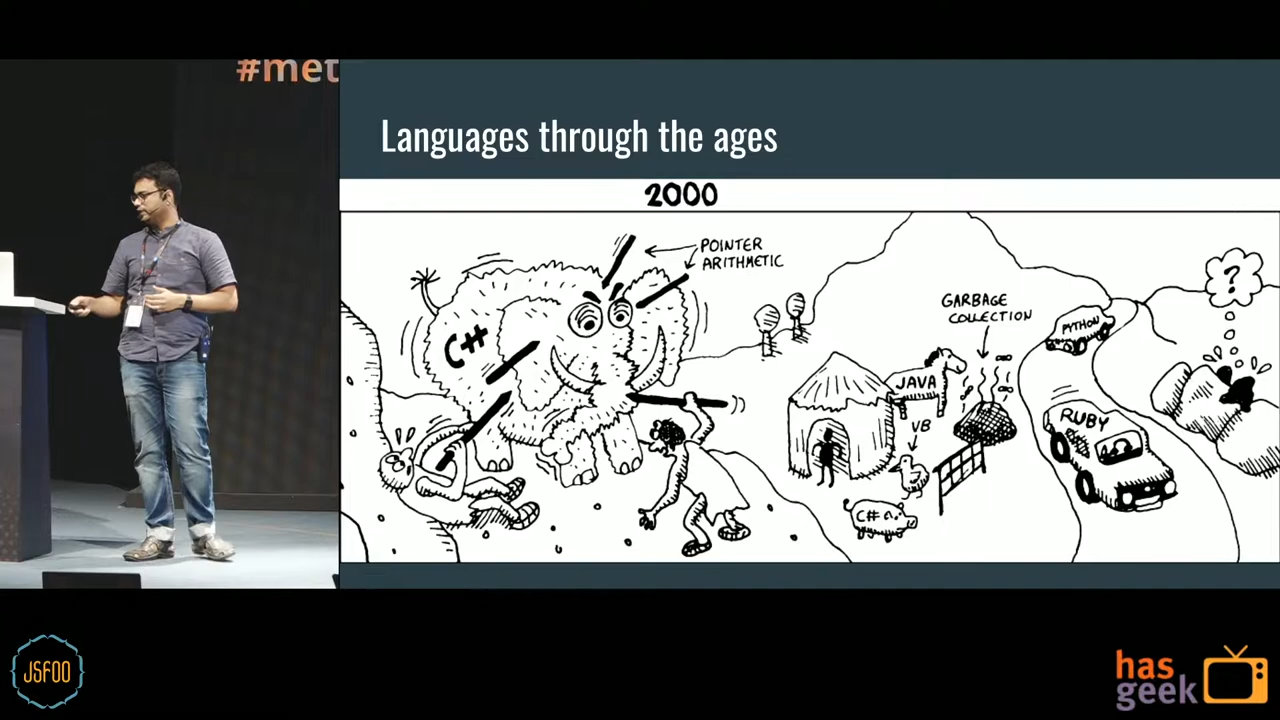 #met
Languages through the ages
2000
POINTER
ARITHMETIC
C++
GARBAGE
COLLECTION
PYTHON
?
JAVA
VB
RUBY
C#
JSFOO
has
geek